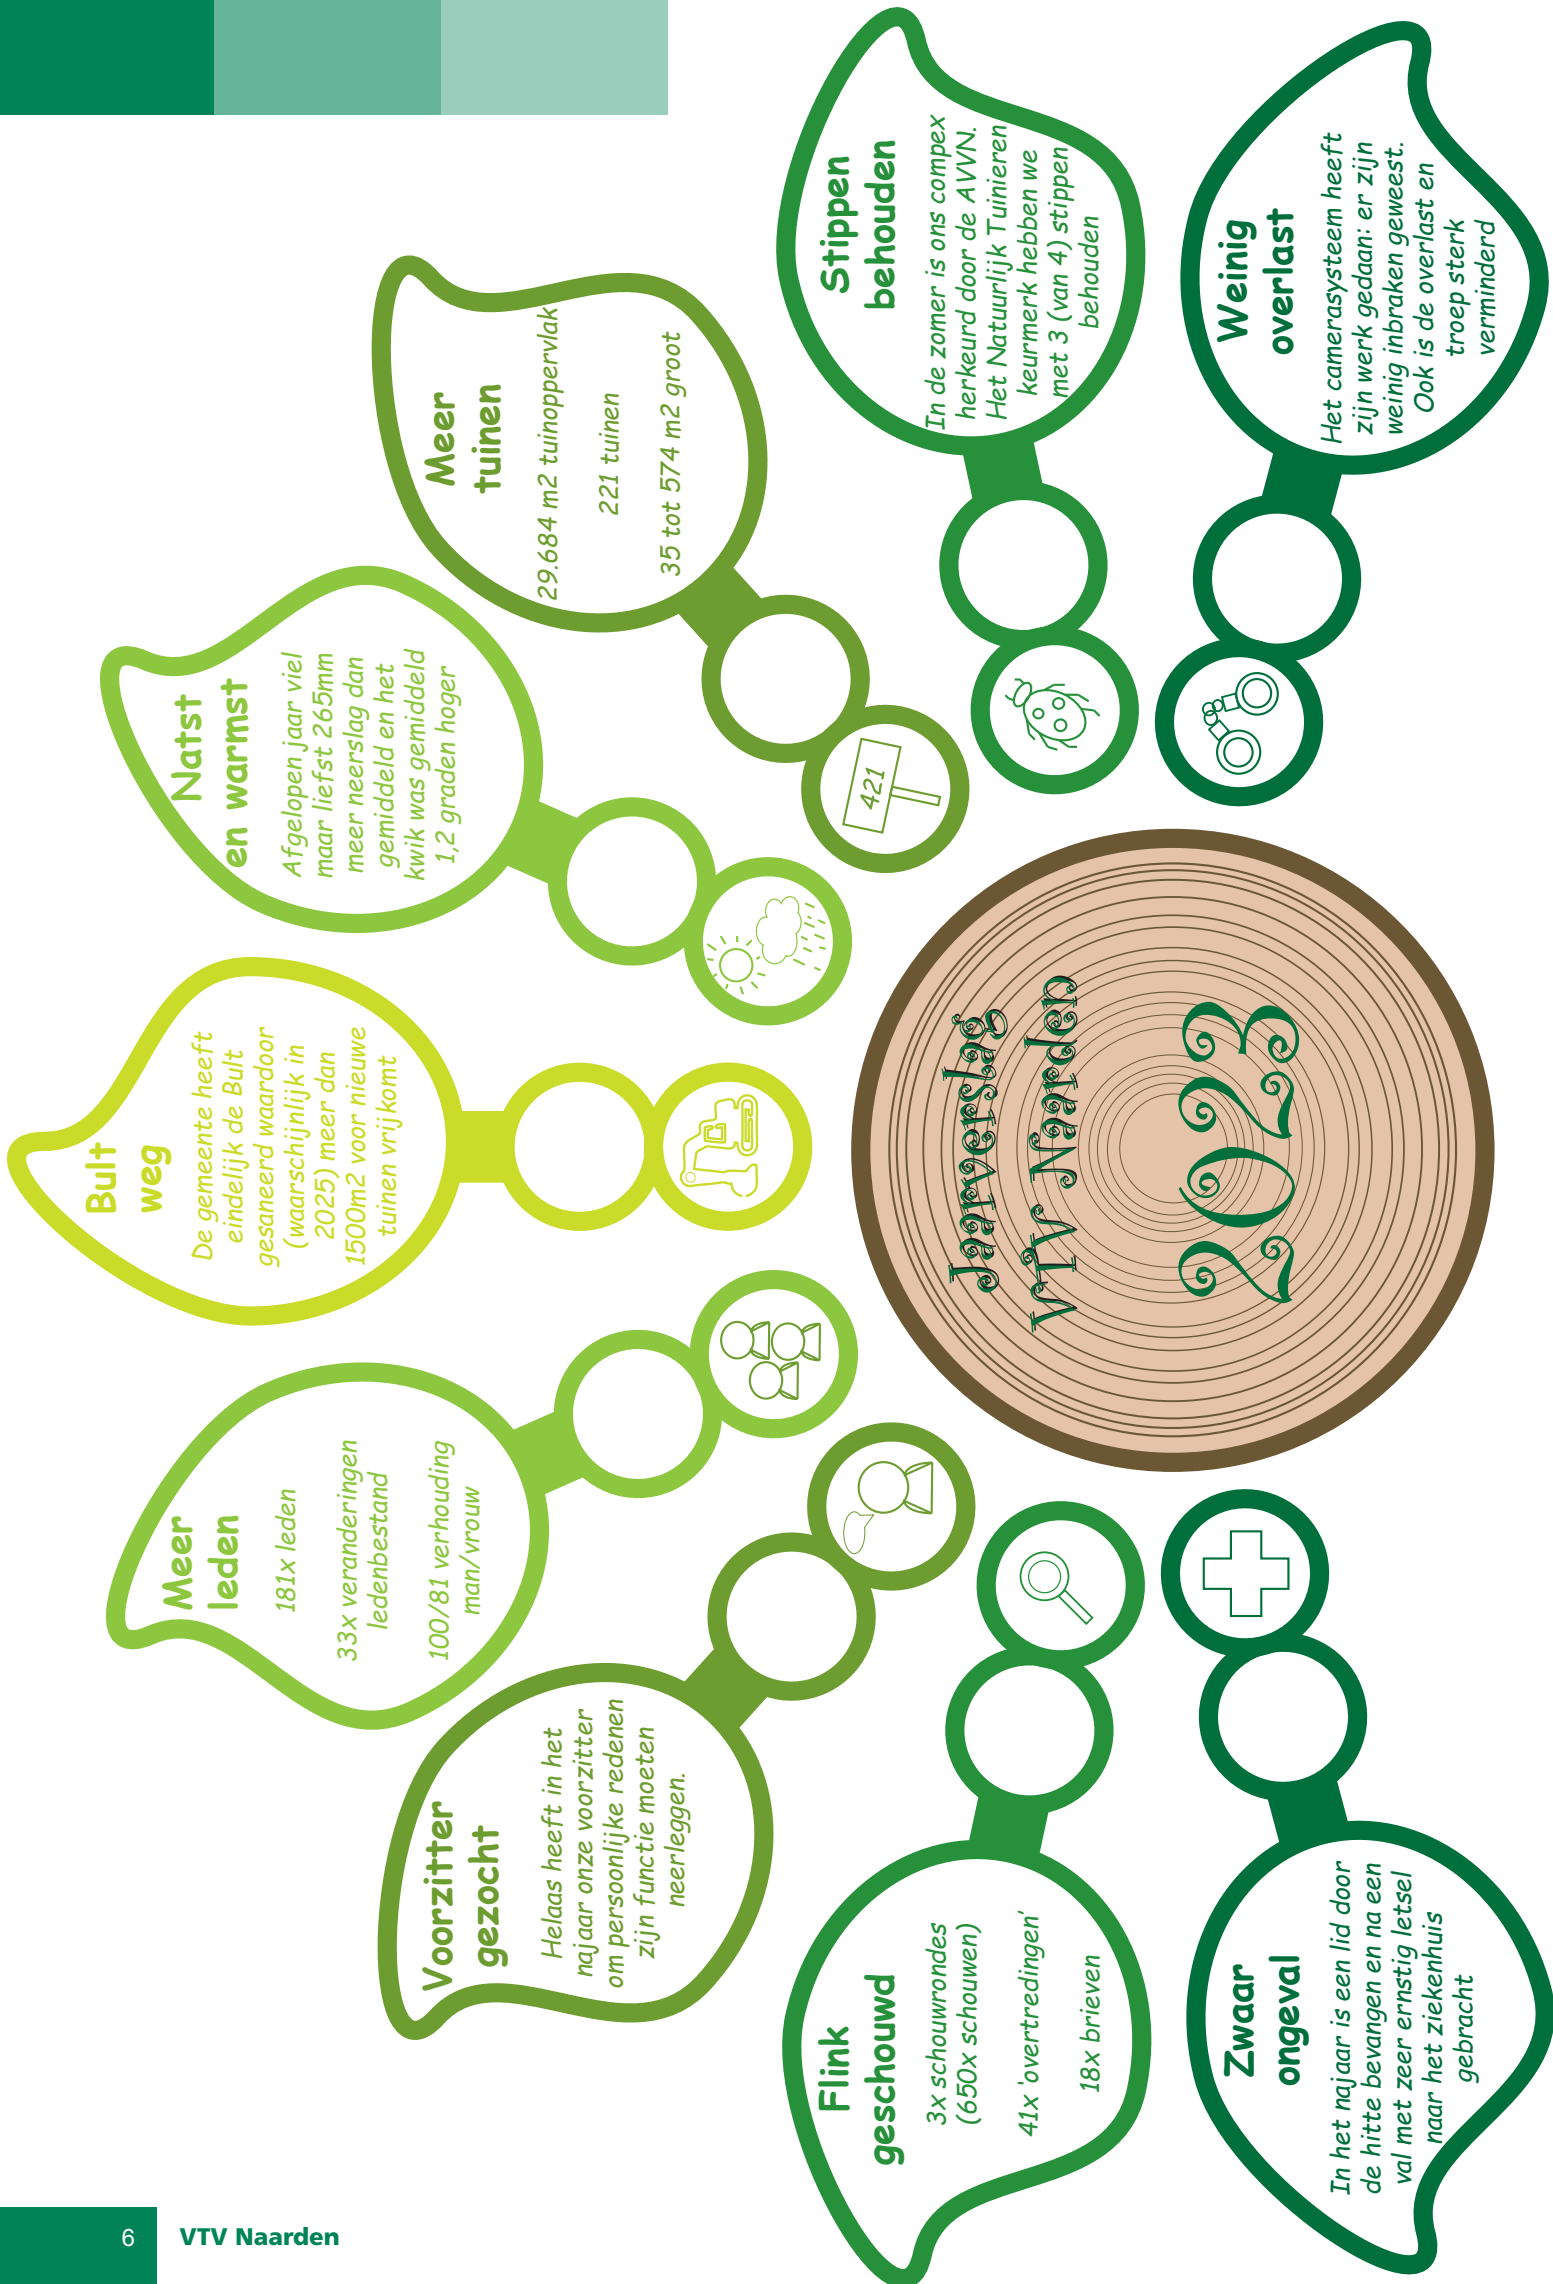 Zwaar
ongeval
In het najaar is een lid door
de hitte bevangen en na een
val met zeer ernstig letsel
naar het ziekenhuis
gebracht
Flink
geschouwd
3x schouwrondes
(650x schouwen)
41x 'overtredingen'
18x brieven
Voorzitter
gezocht
Helaas heeft in het
najaar onze voorzitter
om persoonlijke redenen
zijn functie moeten
neerleggen.
Meer
leden
181x leden
33x veranderingen
ledenbestand
100/81 verhouding
man/vrouw
Bult
weg
De gemeente heeft
eindelijk de Bult
gesaneerd waardoor
(waarschijnlijk in
2025) meer dan
1500m2 voor nieuwe
tuinen vrijkomt
Natst
en warmst
Afgelopen jaar viel
maar liefst 265mm
meer neerslag dan
gemiddeld en het
kwik was gemiddeld
1,2 graden hoger
Meer
tuinen
29.684 m2 tuinoppervlak
221 tuinen
35 tot 574 m2 groot
421
Stippen
behouden
In de zomer is ons compex
herkeurd door de AVVN.
Het Natuurlijk Tuinieren
keurmerk hebben we
met 3 (van 4) stippen
behouden
Weinig
overlast
Het camerasysteem heeft
zijn werk gedaan: er zijn
weinig inbraken geweest.
Ook is de overlast en
troep sterk
verminderd
Jaarverslag
VTV Naarden
2023
6 VTV Naarden